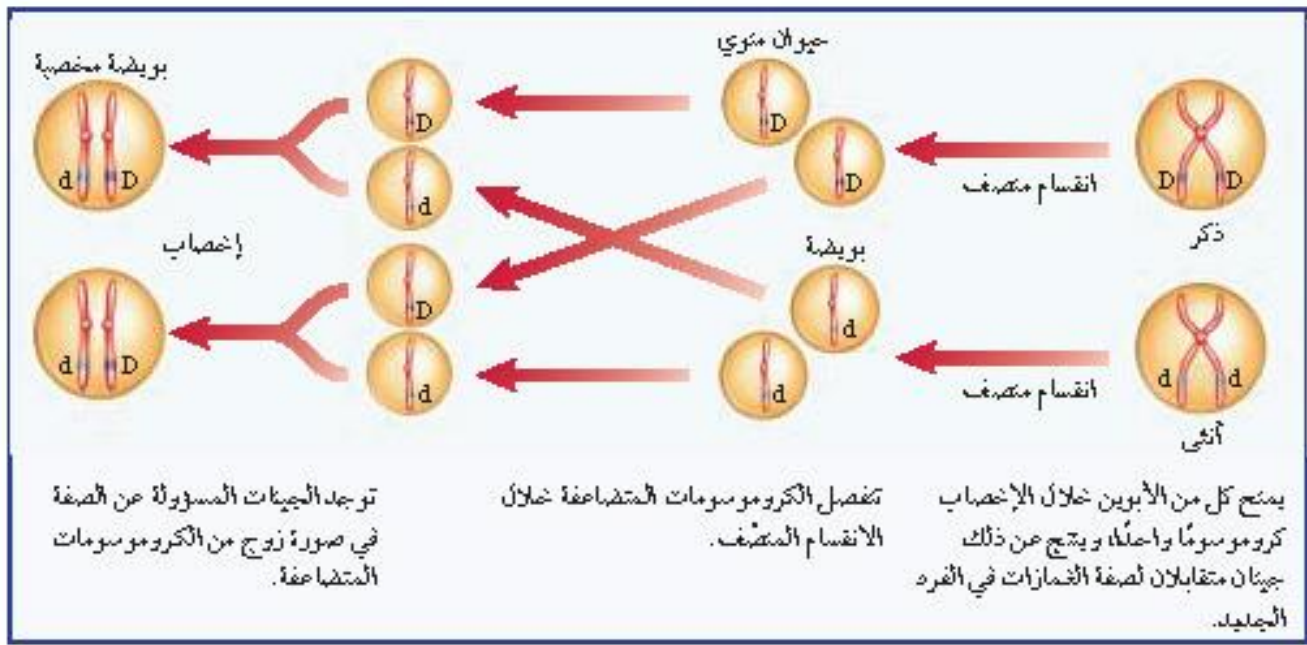 حيوان منوي
بويضة مخصبة
D
D
D D
انقسام منصف
ذكر
D
d
d D
إخصاب
بويضة
D
d
d
d
d D
انقسام منصف
d d
أنثى
يمنح كل من الأبوين خلال الإخصاب
كروموسومًا واحدًا، وينتج عن ذلك
جينان متقابلان لصفة الغمازات في الفرد
الجديد.
تنفصل الكروموسومات المتضاعفة خلال
الانقسام المنصّف.
توجد الجينات المسؤولة عن الصفة
في صورة زوج من الكروموسومات
المتضاعفة.